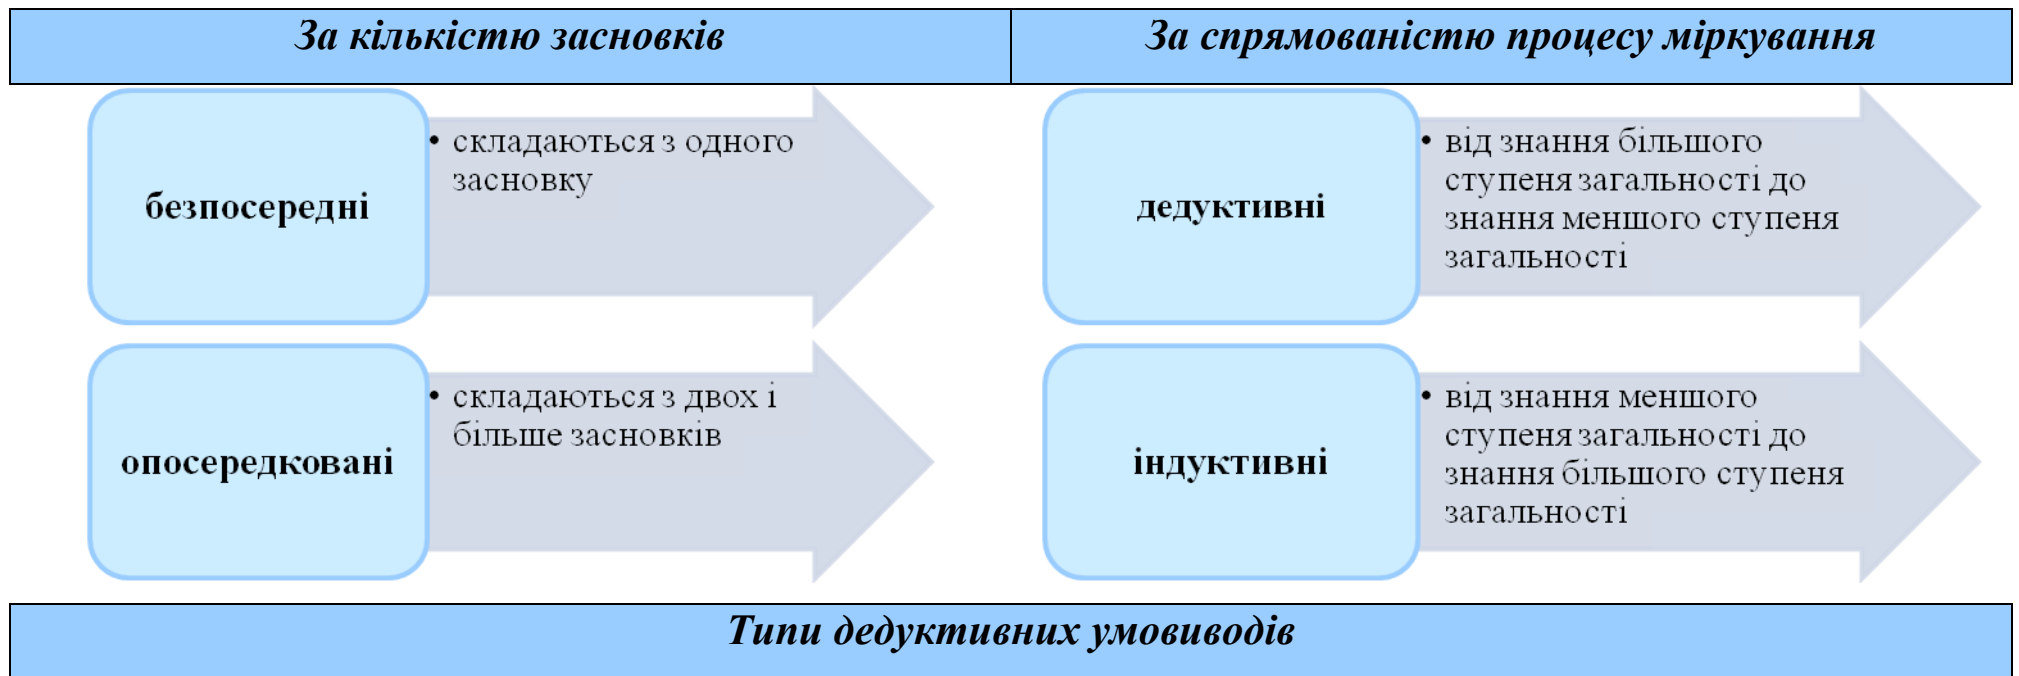 За кількістю засновків
За спрямованістю процесу міркування
безпосередні
• складаються з одного
засновку
дедуктивні
• від знання більшого
ступеня загальності до
знання меншого ступеня
загальності
опосередковані
• складаються з двох і
більше засновків
індуктивні
• від знання меншого
ступеня загальності до
знання більшого ступеня
загальності
Типи дедуктивних умовиводів